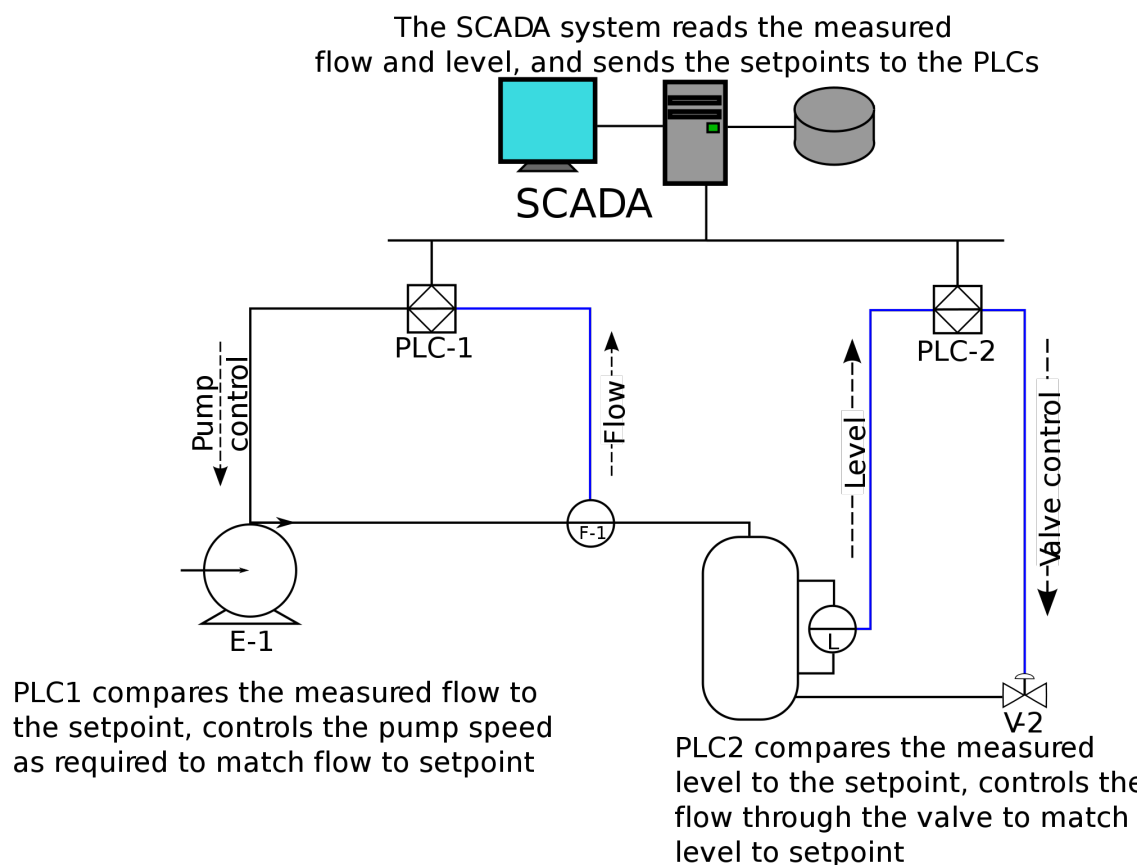 The SCADA system reads the measured
flow and level, and sends the setpoints to the PLCs
SCADA
PLC-1
PLC-2
Pump
control
Flow
Level
Valve control
F-1
E-1
L
V-2
PLC1 compares the measured flow to
the setpoint, controls the pump speed
as required to match flow to setpoint
PLC2 compares the measured
level to the setpoint, controls the
flow through the valve to match
level to setpoint